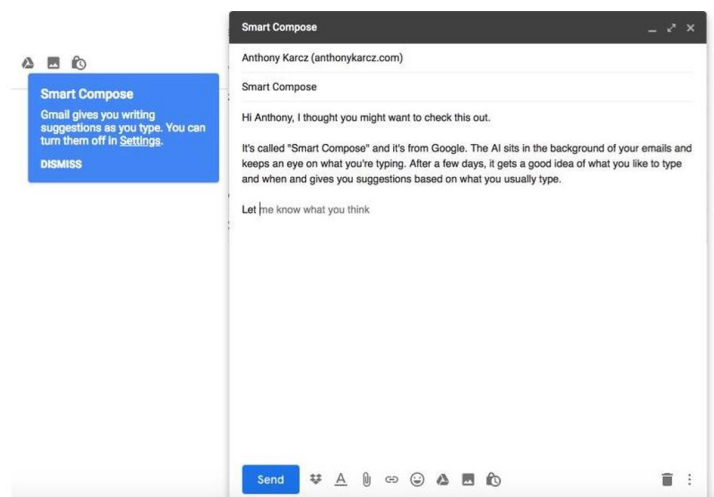 Smart Compose
Gmail gives you writing
suggestions as you type. You can
turn them off in Settings.
DISMISS
Smart Compose
Anthony Karcz (anthonykarcz.com)
Smart Compose
Hi Anthony, I thought you might want to check this out.
It's called "Smart Compose" and it's from Google. The AI sits in the background of your emails and
keeps an eye on what you're typing. After a few days, it gets a good idea of what you like to type
and when and gives you suggestions based on what you usually type.
Let me know what you think
Send